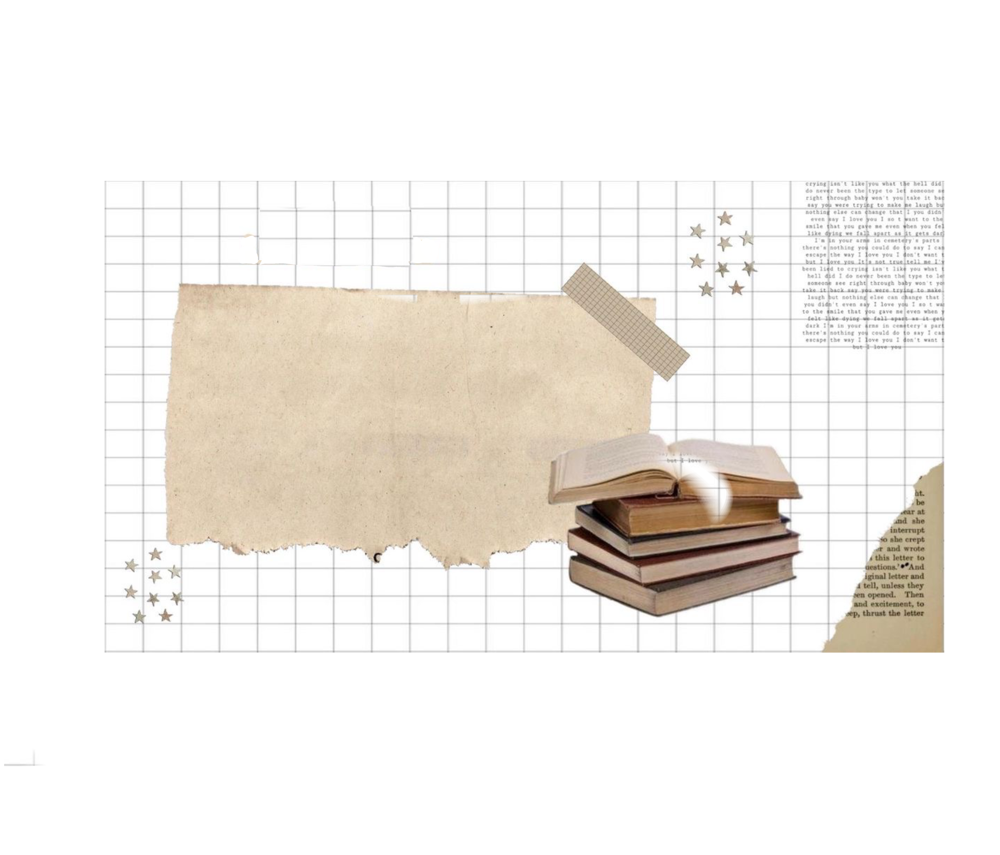 crying isn't like you what the hell did
do never been the type to let someone se
right through baby won't you take it bac
say you were trying to make me laugh bu
nothing else can change that I you didn'
even say I love you I so t want to the
smile that you gave me even when you fel
like dying we fall apart as it gets dar
I'm in your arms in cemetery's parts
there's nothing you could do to say I can
escape the way I love you I don't want t
but I love you It's not true tell me I'v
been lied to crying isn't like you what t
hell did I do never been the type to le
someone see right through baby won't yo
take it back say you were trying to make
laugh but nothing else can change that
you didn't even say I love you I so t wa
to the smile that you gave me even when y
felt like dying we fall apart as it get
dark I'm in your arms in cemetery's part
there's nothing you could do to say I can
escape the way I love you I don't want t
but I love you
but I love
ht.
be
ear at
and she
interrupt
so she crept
er and wrote
this letter to
uestions.' And
iginal letter and
tell, unless they
en opened. Then
and excitement, to
ep, thrust the letter